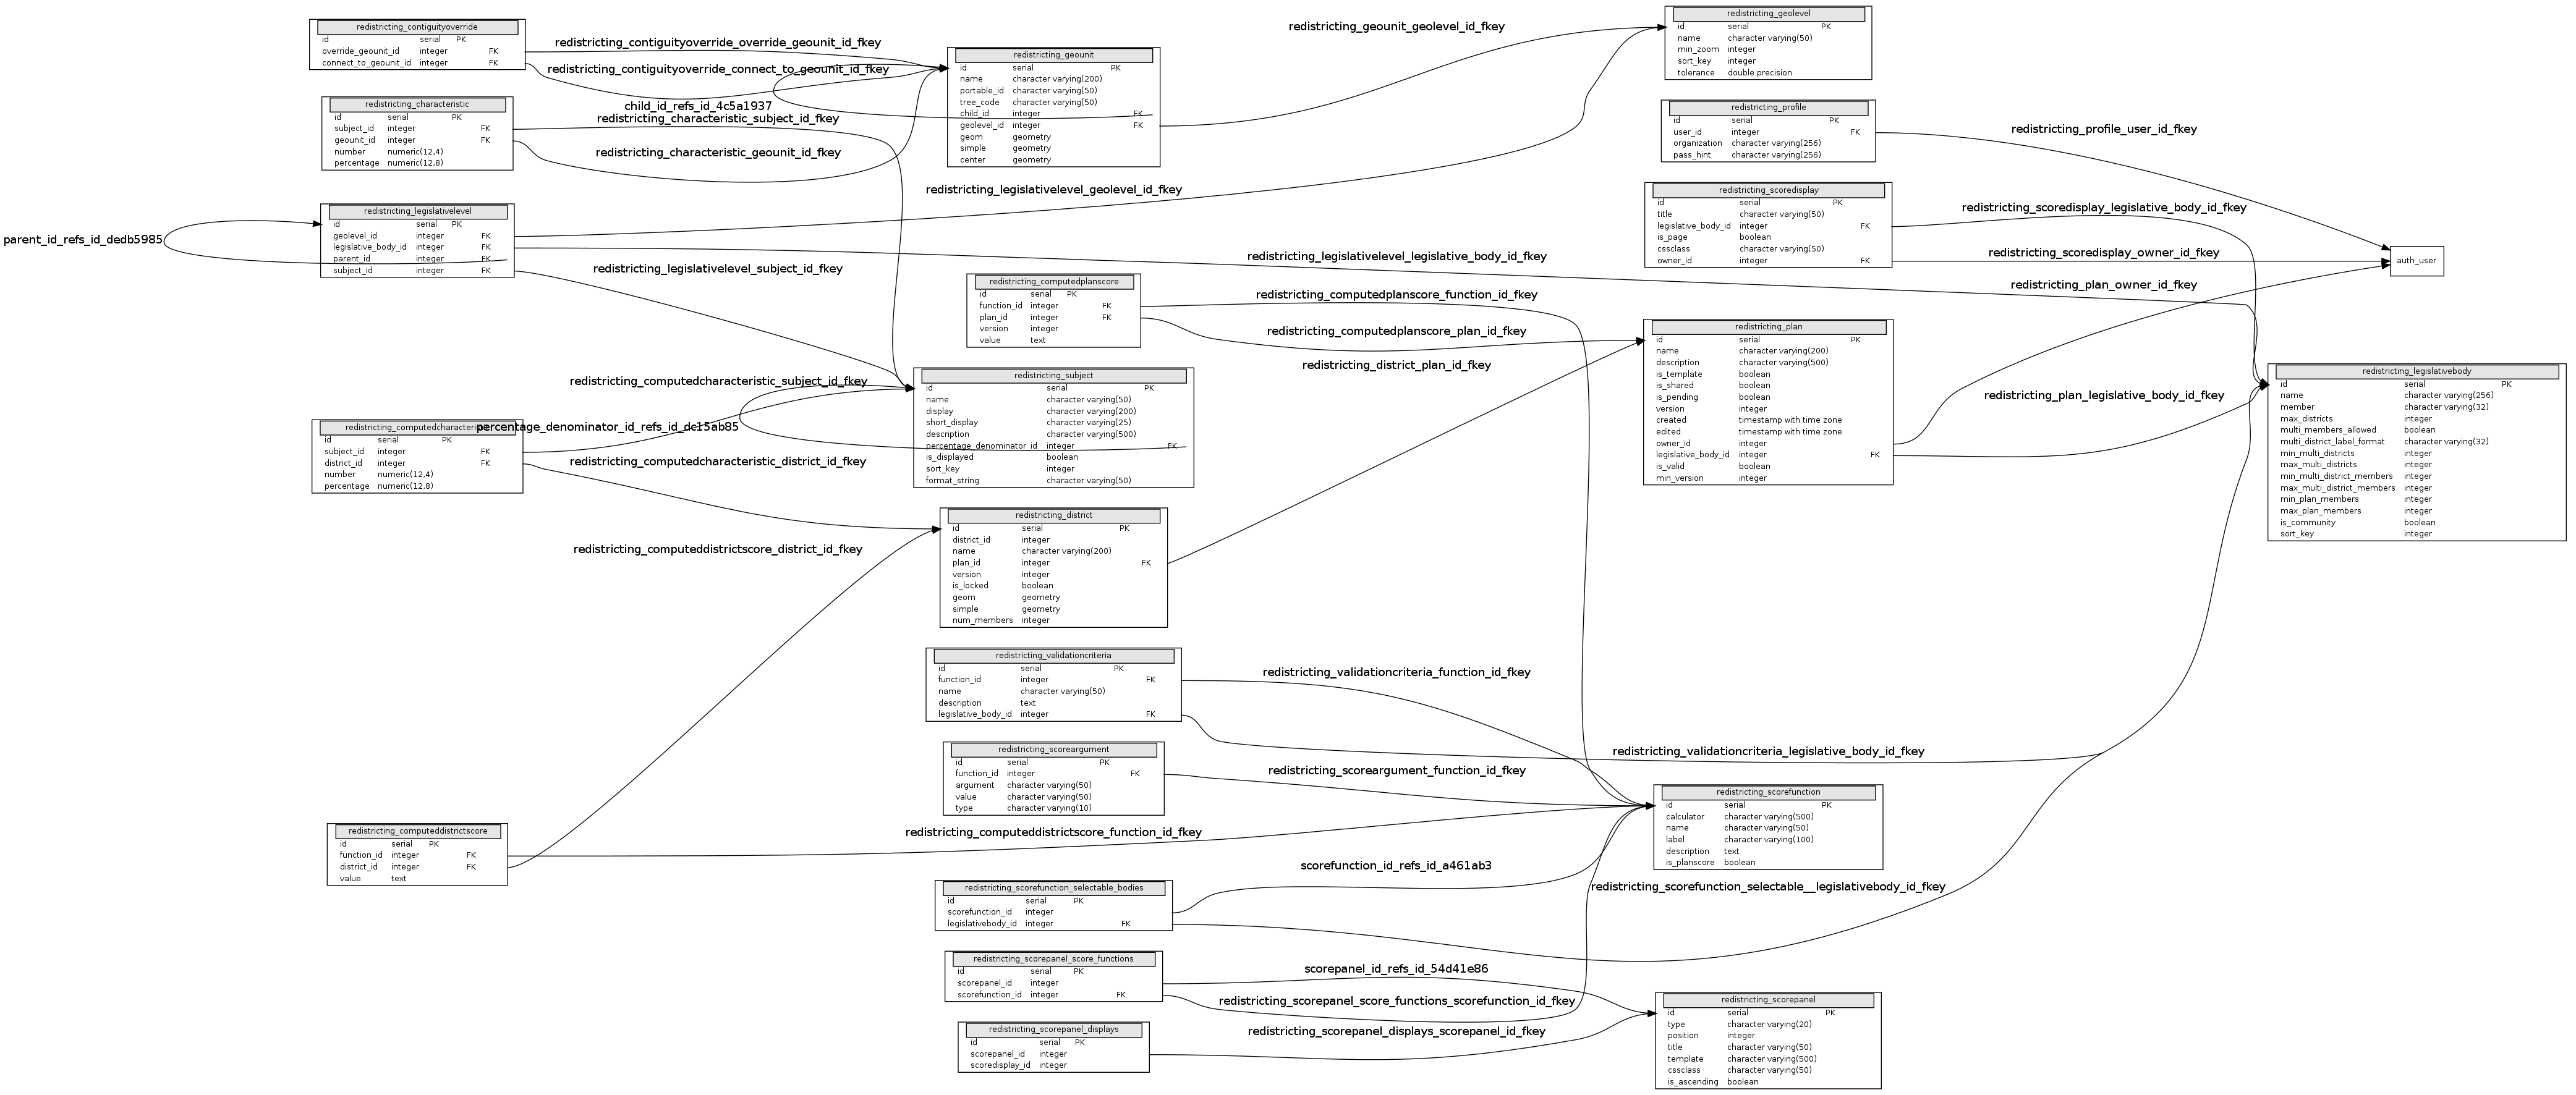 redistricting_contiguityoverride
id serial PK
override_geounit_id integer FK
connect_to_geounit_id integer FK
redistricting_characteristic
id serial PK
subject_id integer FK
geounit_id integer FK
number numeric(12,4)
percentage numeric(12,8)
redistricting_legislativelevel
id serial PK
geolevel_id integer FK
legislative_body_id integer FK
parent_id integer FK
subject_id integer FK
parent_id_refs_id_dedb5985
redistricting_computedcharacteristic
id serial PK
subject_id integer FK
district_id integer FK
number numeric(12,4)
percentage numeric(12,8)
redistricting_computeddistrictscore
id serial PK
function_id integer FK
district_id integer FK
value text
redistricting_contiguityoverride_override_geounit_id_fkey
redistricting_contiguityoverride_connect_to_geounit_id_fkey
child_id_refs_id_4c5a1937
redistricting_characteristic_subject_id_fkey
redistricting_characteristic_geounit_id_fkey
redistricting_legislativelevel_geolevel_id_fkey
redistricting_legislativelevel_subject_id_fkey
redistricting_computedcharacteristic_subject_id_fkey
percentage_denominator_id_refs_id_dc15ab85
redistricting_computedcharacteristic_district_id_fkey
redistricting_computeddistrictscore_district_id_fkey
redistricting_computeddistrictscore_function_id_fkey
redistricting_geounit
id serial PK
name character varying(200)
portable_id character varying(50)
tree_code character varying(50)
child_id integer FK
geolevel_id integer FK
geom geometry
simple geometry
center geometry
redistricting_computedplanscore
id serial PK
function_id integer FK
plan_id integer FK
version integer
value text
redistricting_subject
id serial PK
name character varying(50)
display character varying(200)
short_display character varying(25)
description character varying(500)
percentage_denominator_id integer FK
is_displayed boolean
sort_key integer
format_string character varying(50)
redistricting_district
id serial PK
district_id integer
name character varying(200)
plan_id integer FK
version integer
is_locked boolean
geom geometry
simple geometry
num_members integer
redistricting_validationcriteria
id serial PK
function_id integer FK
name character varying(50)
description text
legislative_body_id integer FK
redistricting_scoreargument
id serial PK
function_id integer FK
argument character varying(50)
value character varying(50)
type character varying(10)
redistricting_scorefunction_selectable_bodies
id serial PK
scorefunction_id integer
legislativebody_id integer FK
redistricting_scorepanel_score_functions
id serial PK
scorepanel_id integer
scorefunction_id integer FK
redistricting_scorepanel_displays
id serial PK
scorepanel_id integer
scoredisplay_id integer
redistricting_geounit_geolevel_id_fkey
redistricting_legislativelevel_legislative_body_id_fkey
redistricting_computedplanscore_function_id_fkey
redistricting_computedplanscore_plan_id_fkey
redistricting_district_plan_id_fkey
redistricting_validationcriteria_function_id_fkey
redistricting_validationcriteria_legislative_body_id_fkey
redistricting_scoreargument_function_id_fkey
scorefunction_id_refs_id_a461ab3
redistricting_scorefunction_selectable__legislativebody_id_fkey
scorepanel_id_refs_id_54d41e86
redistricting_scorepanel_score_functions_scorefunction_id_fkey
redistricting_scorepanel_displays_scorepanel_id_fkey
redistricting_geolevel
id serial PK
name character varying(50)
min_zoom integer
sort_key integer
tolerance double precision
redistricting_profile
id serial PK
user_id integer FK
organization character varying(256)
pass_hint character varying(256)
redistricting_scoredisplay
id serial PK
title character varying(50)
legislative_body_id integer FK
is_page boolean
cssclass character varying(50)
owner_id integer FK
redistricting_plan
id serial PK
name character varying(200)
description character varying(500)
is_template boolean
is_shared boolean
is_pending boolean
version integer
created timestamp with time zone
edited timestamp with time zone
owner_id integer
legislative_body_id integer FK
is_valid boolean
min_version integer
redistricting_scorefunction
id serial PK
calculator character varying(500)
name character varying(50)
label character varying(100)
description text
is_planscore boolean
redistricting_scorepanel
id serial PK
type character varying(20)
position integer
title character varying(50)
template character varying(500)
cssclass character varying(50)
is_ascending boolean
redistricting_profile_user_id_fkey
redistricting_scoredisplay_legislative_body_id_fkey
redistricting_scoredisplay_owner_id_fkey
redistricting_plan_owner_id_fkey
redistricting_plan_legislative_body_id_fkey
auth_user
redistricting_legislativebody
id serial PK
name character varying(256)
member character varying(32)
max_districts integer
multi_members_allowed boolean
multi_district_label_format character varying(32)
min_multi_districts integer
max_multi_districts integer
min_multi_district_members integer
max_multi_district_members integer
min_plan_members integer
max_plan_members integer
is_community boolean
sort_key integer